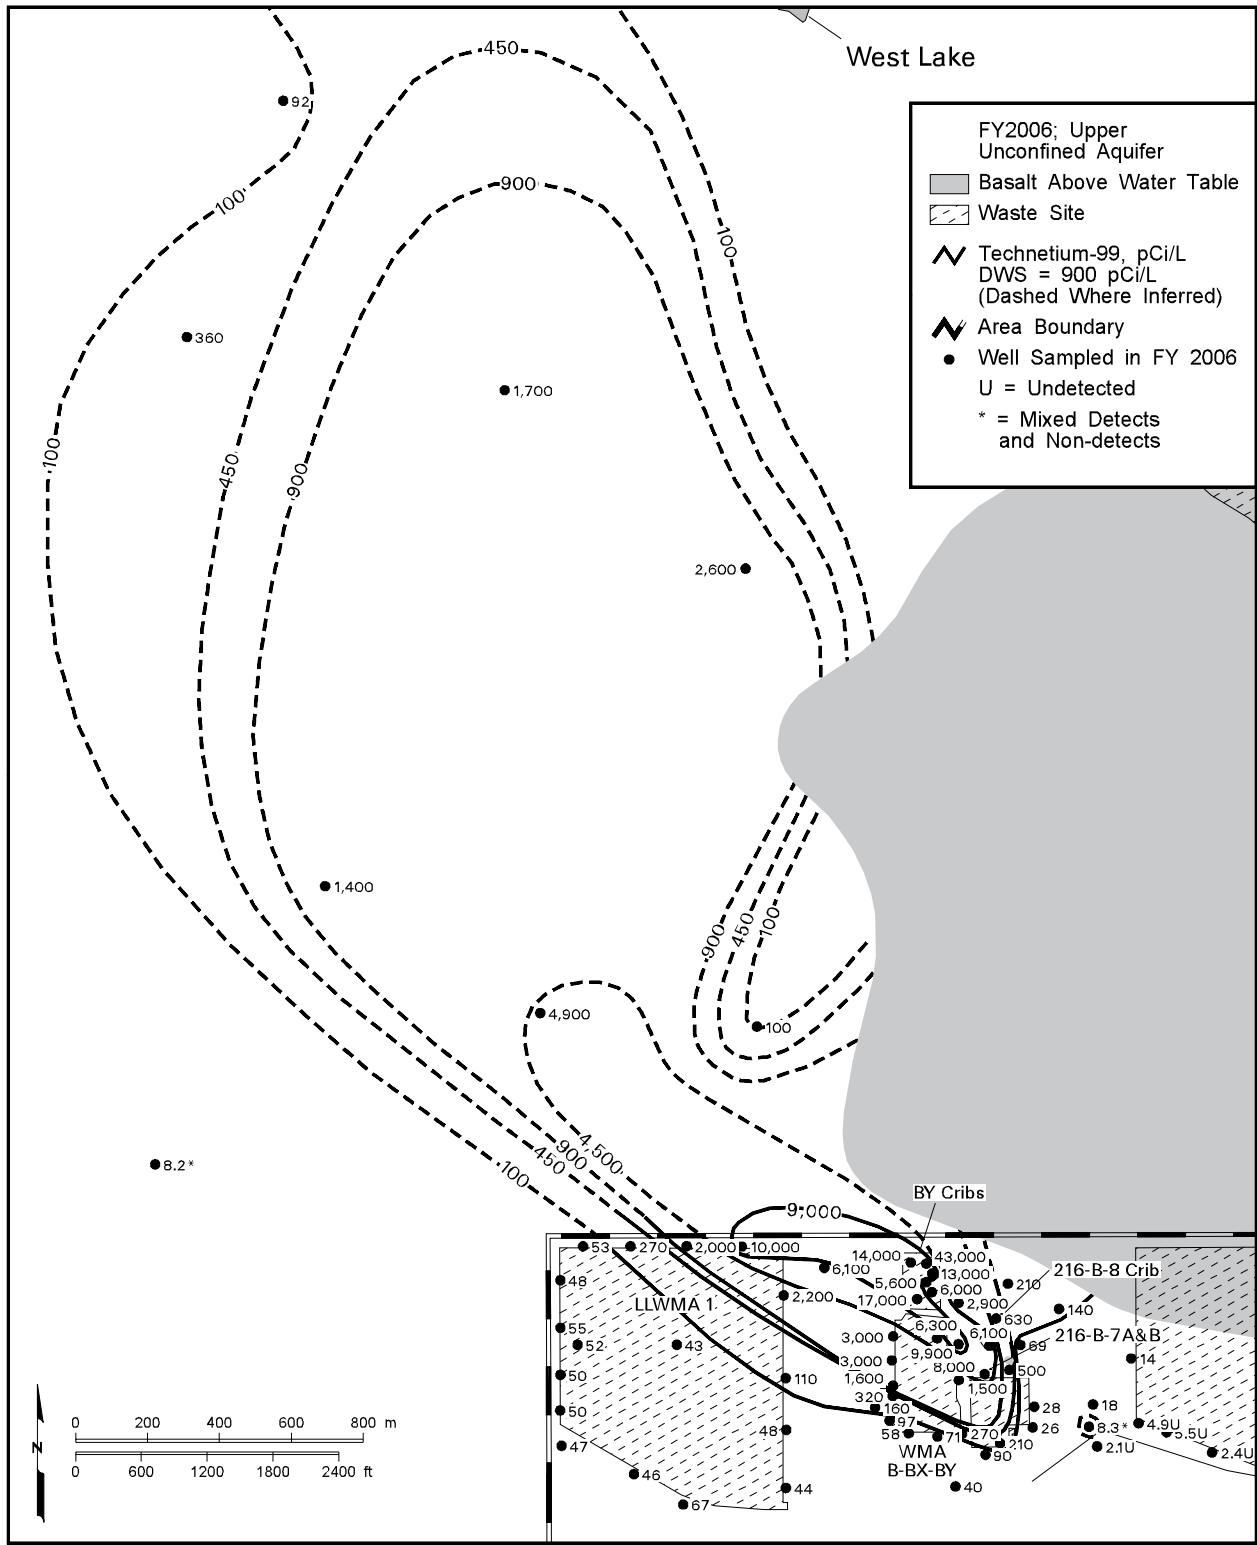 450
West Lake
92
FY2006; Upper
Unconfined Aquifer
Basalt Above Water Table
900
100
Waste Site
100
Technetium-99, pCi/L
DWS = 900 pCi/L
(Dashed Where Inferred)
Area Boundary
360
Well Sampled in FY 2006
1,700
U = Undetected
* = Mixed Detects
and Non-detects
100
450
900
2,600
1,400
900
450
100
4,900
100
4,500
900
450
8.2*
100
BY Cribs
9,000
53
270
2,000
10,000
14,000
43,000
6,100
13,000
216-B-8 Crib
48
5,600
6,000
210
2,200
17,000
2,900
140
LLWMA 1
630
55
6,300
6,100
216-B-7A&B
52
43
3,000
9,900
69
14
3,000
8,000
500
50
110
1,600
1,500
320
50
160
28
18
97
48
58
71
270
26
8.3*
4.9U
5.5U
47
WMA
B-BX-BY
210
2.1U
90
2.4U
46
44
40
67
0 200 400 600 800 m
N
0 600 1200 1800 2400 ft